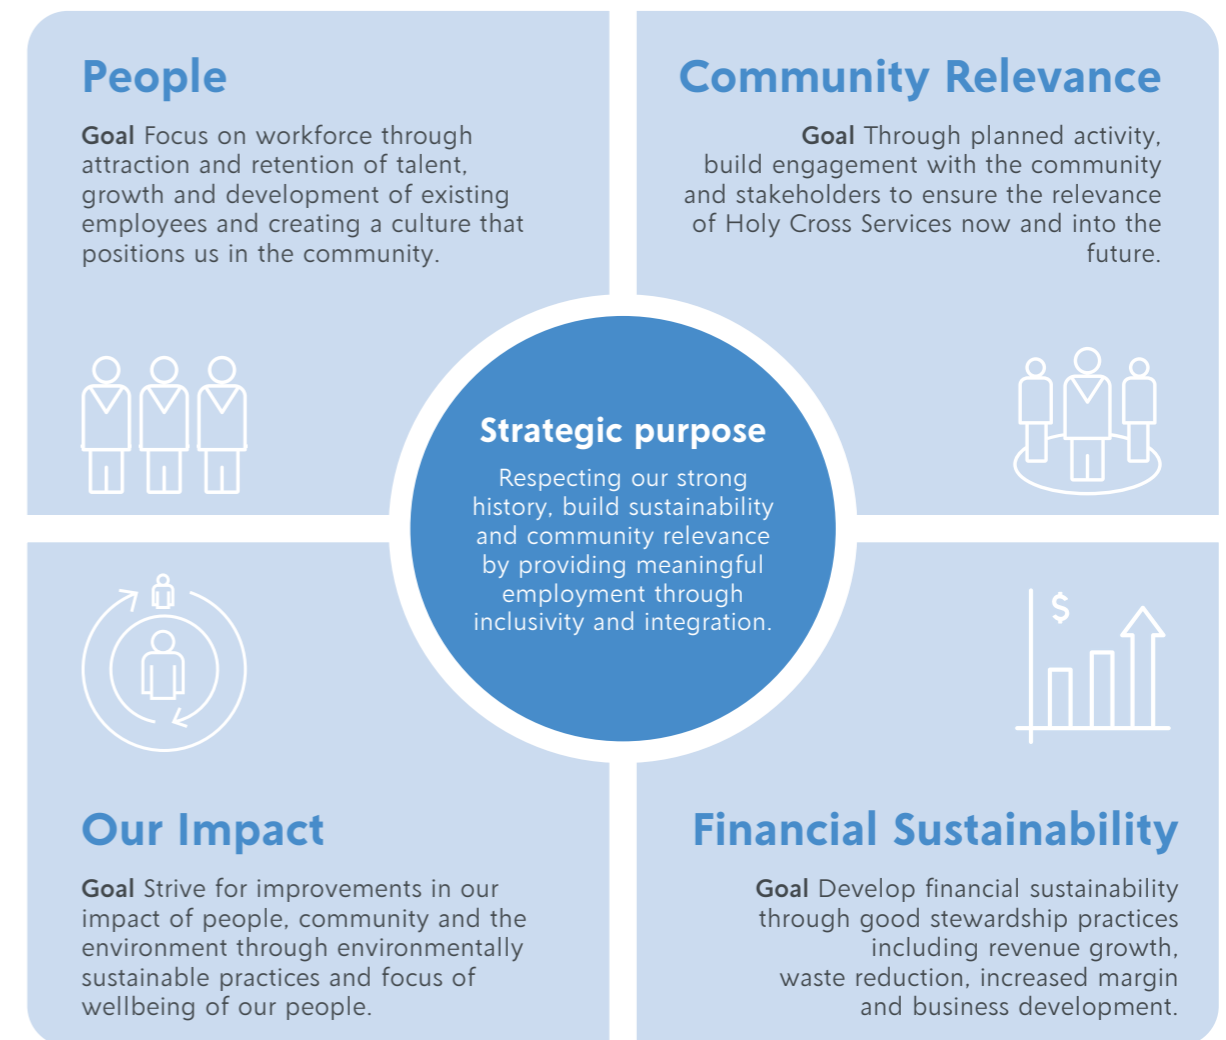 People
Goal Focus on workforce through
attraction and retention of talent,
growth and development of existing
employees and creating a culture that
positions us in the community.
Community Relevance
Goal Through planned activity,
build engagement with the community
and stakeholders to ensure the relevance
of Holy Cross Services now and into the
future.
Strategic purpose
Respecting our strong
history, build sustainability
and community relevance
by providing meaningful
employment through
inclusivity and integration.
$
Our Impact
Goal Strive for improvements in our
impact of people, community and the
environment through environmentally
sustainable practices and focus of
wellbeing of our people.
Financial Sustainability
Goal Develop financial sustainability
through good stewardship practices
including revenue growth,
waste reduction, increased margin
and business development.